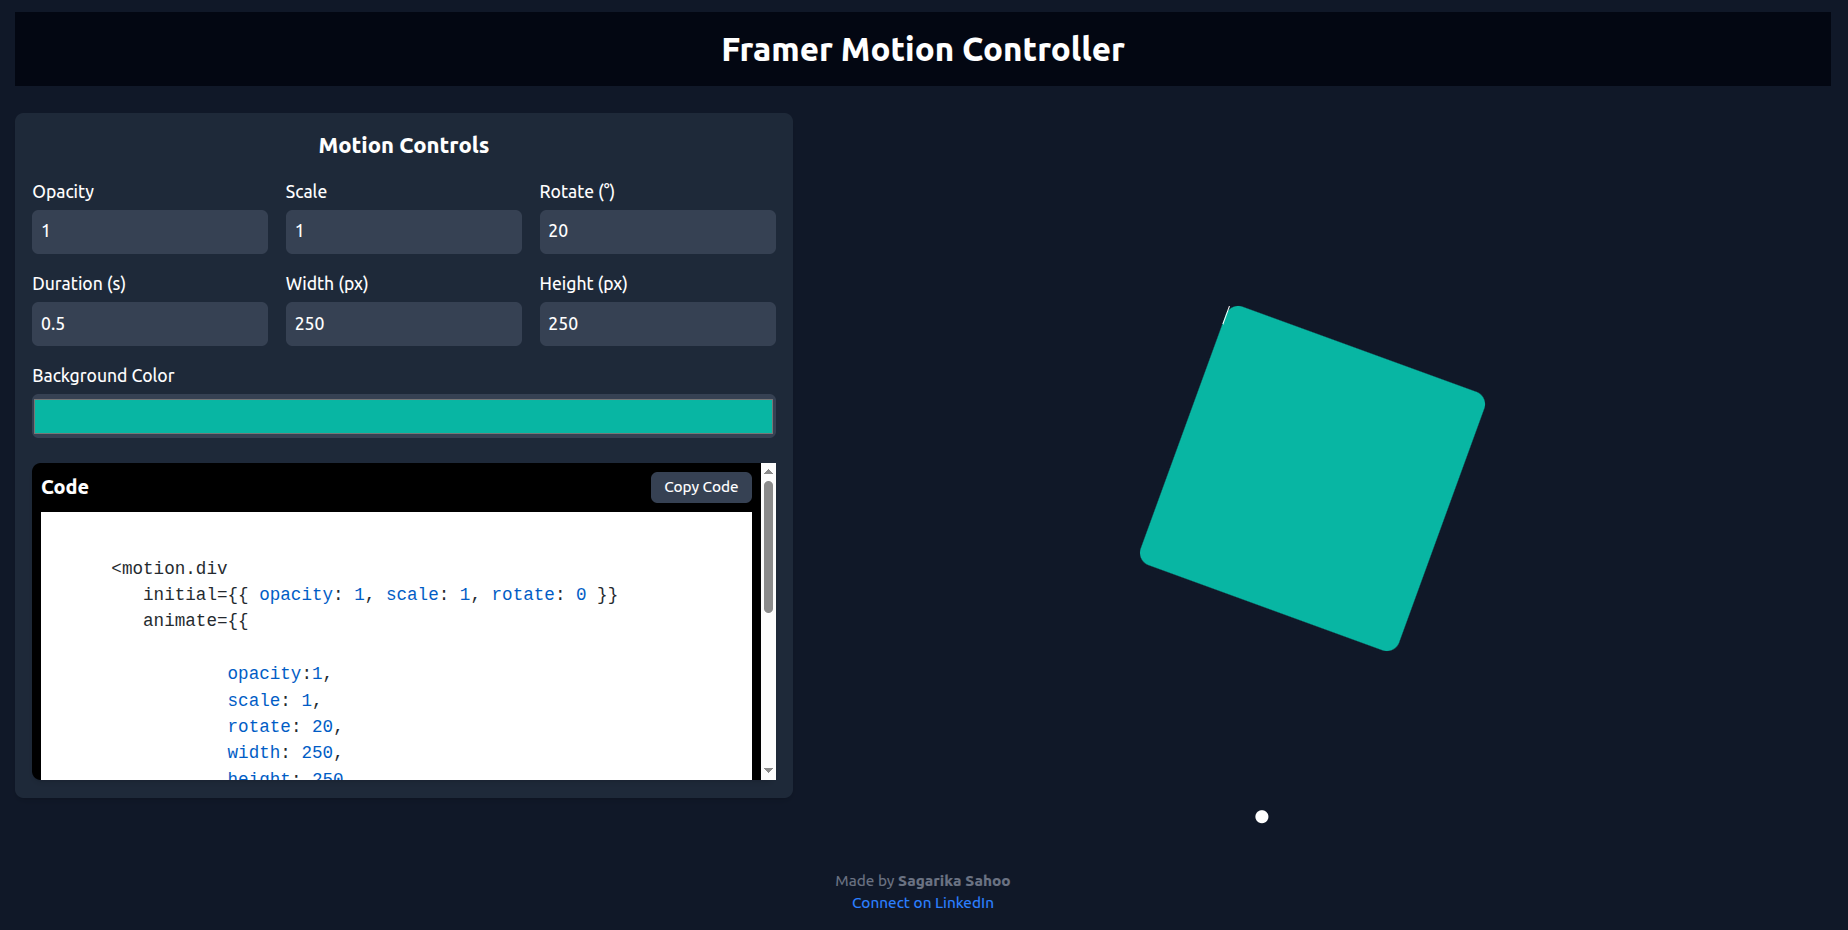 Framer Motion Controller
Motion Controls
Opacity Scale Rotate (°)
1 1 20
Duration (s) Width (px) Height (px)
0.5 250 250
Background Color
Code Copy Code
<motion.div
initial={{ opacity: 1, scale: 1, rotate: 0 }}
animate={{
opacity:1,
scale: 1,
rotate: 20,
width: 250,
height: 250
Made by Sagarika Sahoo
Connect on LinkedIn